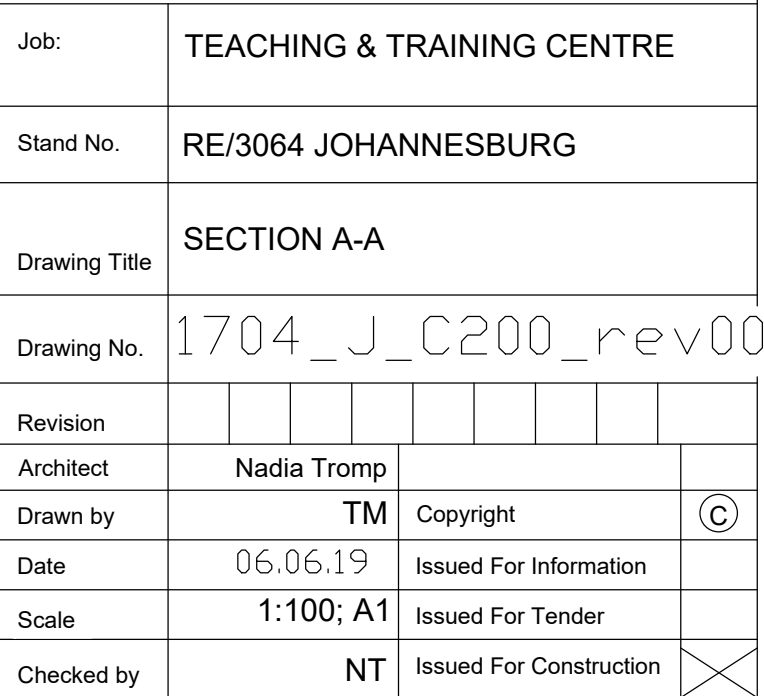 Job: TEACHING & TRAINING CENTRE
Stand No. RE/3064 JOHANNESBURG
Drawing Title SECTION A-A
Drawing No. 1704_J_C200_rev00
Revision
Architect Nadia Tromp
Drawn by TM Copyright ©
Date 06.06.19 Issued For Information
Scale 1:100; A1 Issued For Tender
Checked by NT Issued For Construction